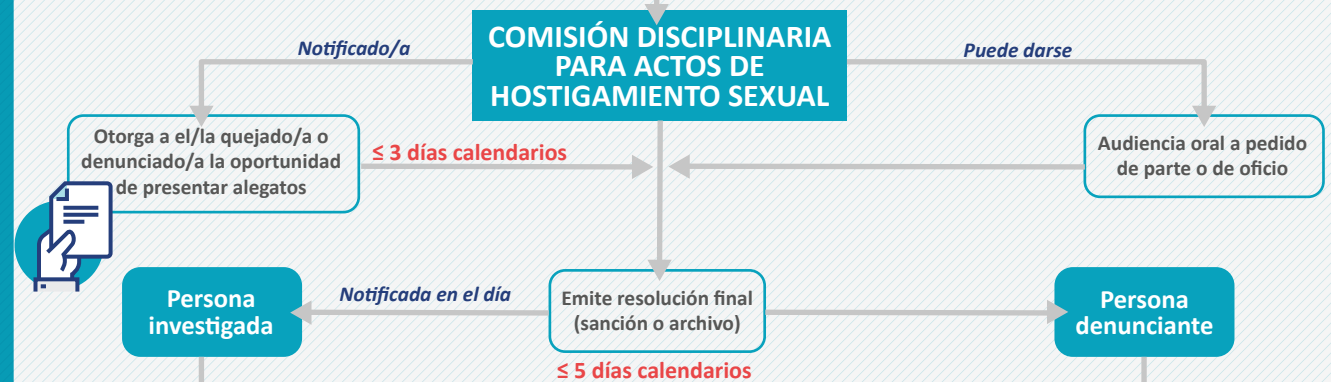 COMISIÓN DISCIPLINARIA
PARA ACTOS DE
HOSTIGAMIENTO SEXUAL
Notificado/a
Puede darse
Otorga a el/la quejado/a o
denunciado/a la oportunidad
de presentar alegatos
≤ 3 días calendarios
Audiencia oral a pedido
de parte o de oficio
Persona
investigada
Notificada en el día
Emite resolución final
(sanción o archivo)
Persona
denunciante
≤ 5 días calendarios